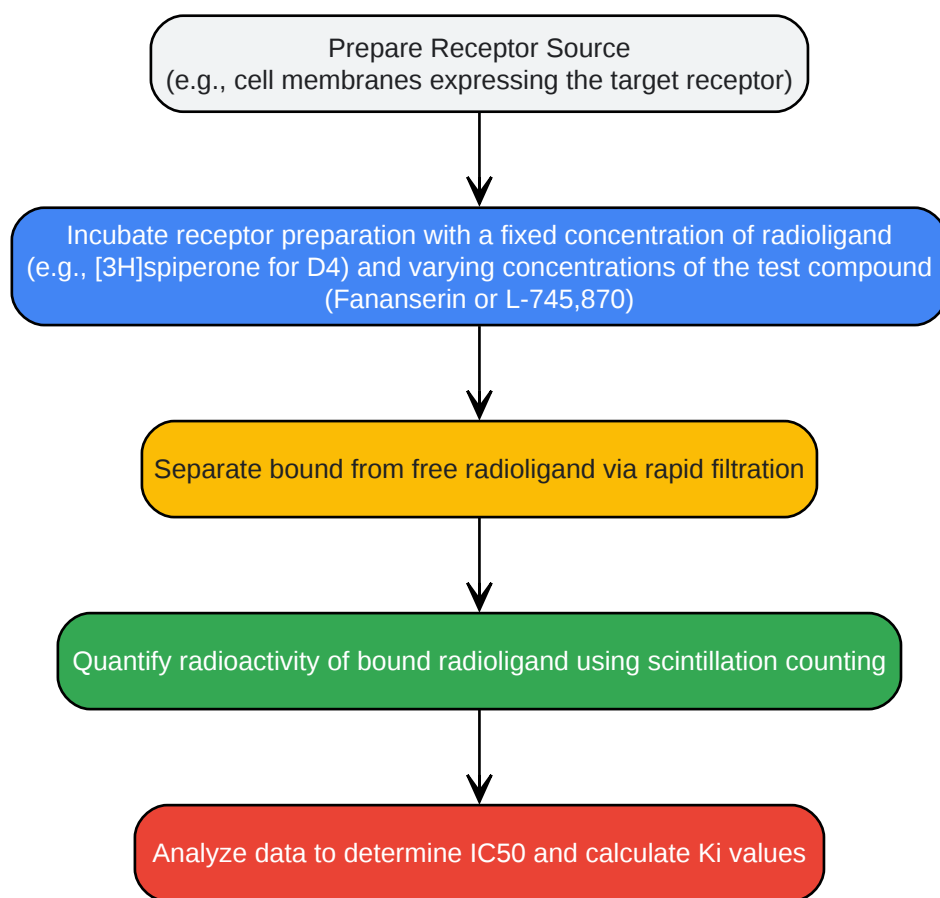 Prepare Receptor Source
(e.g., cell membranes expressing the target receptor)
Incubate receptor preparation with a fixed concentration of radioligand
(e.g., [3H]spiperone for D4) and varying concentrations of the test compound
(Fananserin or L-745,870)
Separate bound from free radioligand via rapid filtration
Quantify radioactivity of bound radioligand using scintillation counting
Analyze data to determine IC50 and calculate Ki values